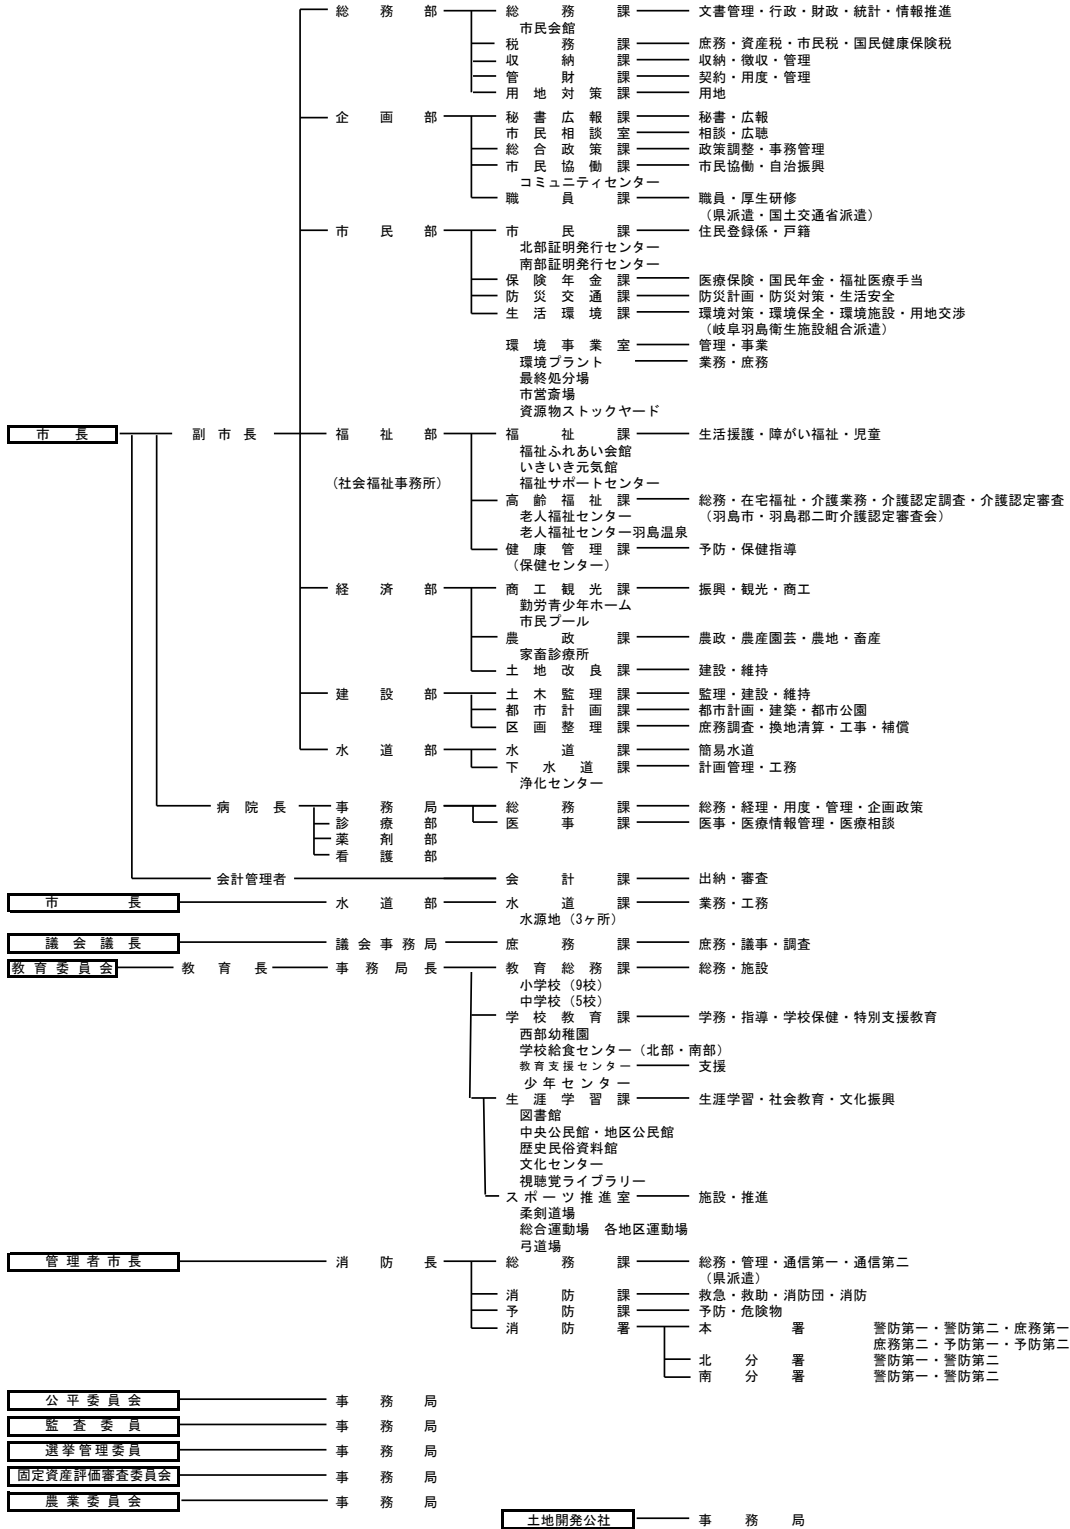 総務部 総務課 文書管理・行政・財政・統計・情報推進
市民会館
税務課 庶務・資産税・市民税・国民健康保険税
収納課 収納・徴収・管理
管財課 契約・用度・管理
用地対策課 用地
企画部 秘書広報課 秘書・広報
市民相談室 相談・広聴
総合政策課 政策調整・事務管理
市民協働課 市民協働・自治振興
コミュニティセンター
職員課 職員・厚生研修
（県派遣・国土交通省派遣）
市民部 市民課 住民登録係・戸籍
北部証明発行センター
南部証明発行センター
保険年金課 医療保険・国民年金・福祉医療手当
防災交通課 防災計画・防災対策・生活安全
生活環境課 環境対策・環境保全・環境施設・用地交渉
（岐阜羽島衛生施設組合派遣）
環境事業室 管理・事業
環境プラント 業務・庶務
最終処分場
市営斎場
資源物ストックヤード
市長 副市長 福祉部 福祉課 生活援護・障がい福祉・児童
福祉ふれあい会館
いきいき元気館
（社会福祉事務所） 福祉サポートセンター
高齢福祉課 総務・在宅福祉・介護業務・介護認定調査・介護認定審査
老人福祉センター （羽島市・羽島郡二町介護認定審査会）
老人福祉センター羽島温泉
健康管理課 予防・保健指導
（保健センター）
経済部 商工観光課 振興・観光・商工
勤労青少年ホーム
市民プール
農政課 農政・農産園芸・農地・畜産
家畜診療所
土地改良課 建設・維持
建設部 土木監理課 監理・建設・維持
都市計画課 都市計画・建築・都市公園
区画整理課 庶務調査・換地清算・工事・補償
水道部 水道課 簡易水道
下水道課 計画管理・工務
浄化センター
病院長 事務局 総務課 総務・経理・用度・管理・企画政策
診療部 医事課 医事・医療情報管理・医療相談
薬剤部
看護部
会計管理者 会計課 出納・審査
市長 水道部 水道課 業務・工務
水源地（3ヶ所）
議会議長 議会事務局 庶務課 庶務・議事・調査
教育委員会 教育長 事務局長 教育総務課 総務・施設
小学校（9校）
中学校（5校）
学校教育課 学務・指導・学校保健・特別支援教育
西部幼稚園
学校給食センター（北部・南部）
教育支援センター 支援
少年センター
生涯学習課 生涯学習・社会教育・文化振興
図書館
中央公民館・地区公民館
歴史民俗資料館
文化センター
視聴覚ライブラリー
スポーツ推進室 施設・推進
柔剣道場
総合運動場 各地区運動場
弓道場
管理者市長 消防長 総務課 総務・管理・通信第一・通信第二
（県派遣）
消防課 救急・救助・消防団・消防
予防課 予防・危険物
消防署 本署 警防第一・警防第二・庶務第一
庶務第二・予防第一・予防第二
北分署 警防第一・警防第二
南分署 警防第一・警防第二
公平委員会 事務局
監査委員 事務局
選挙管理委員 事務局
固定資産評価審査委員会 事務局
農業委員会 事務局
土地開発公社 事務局